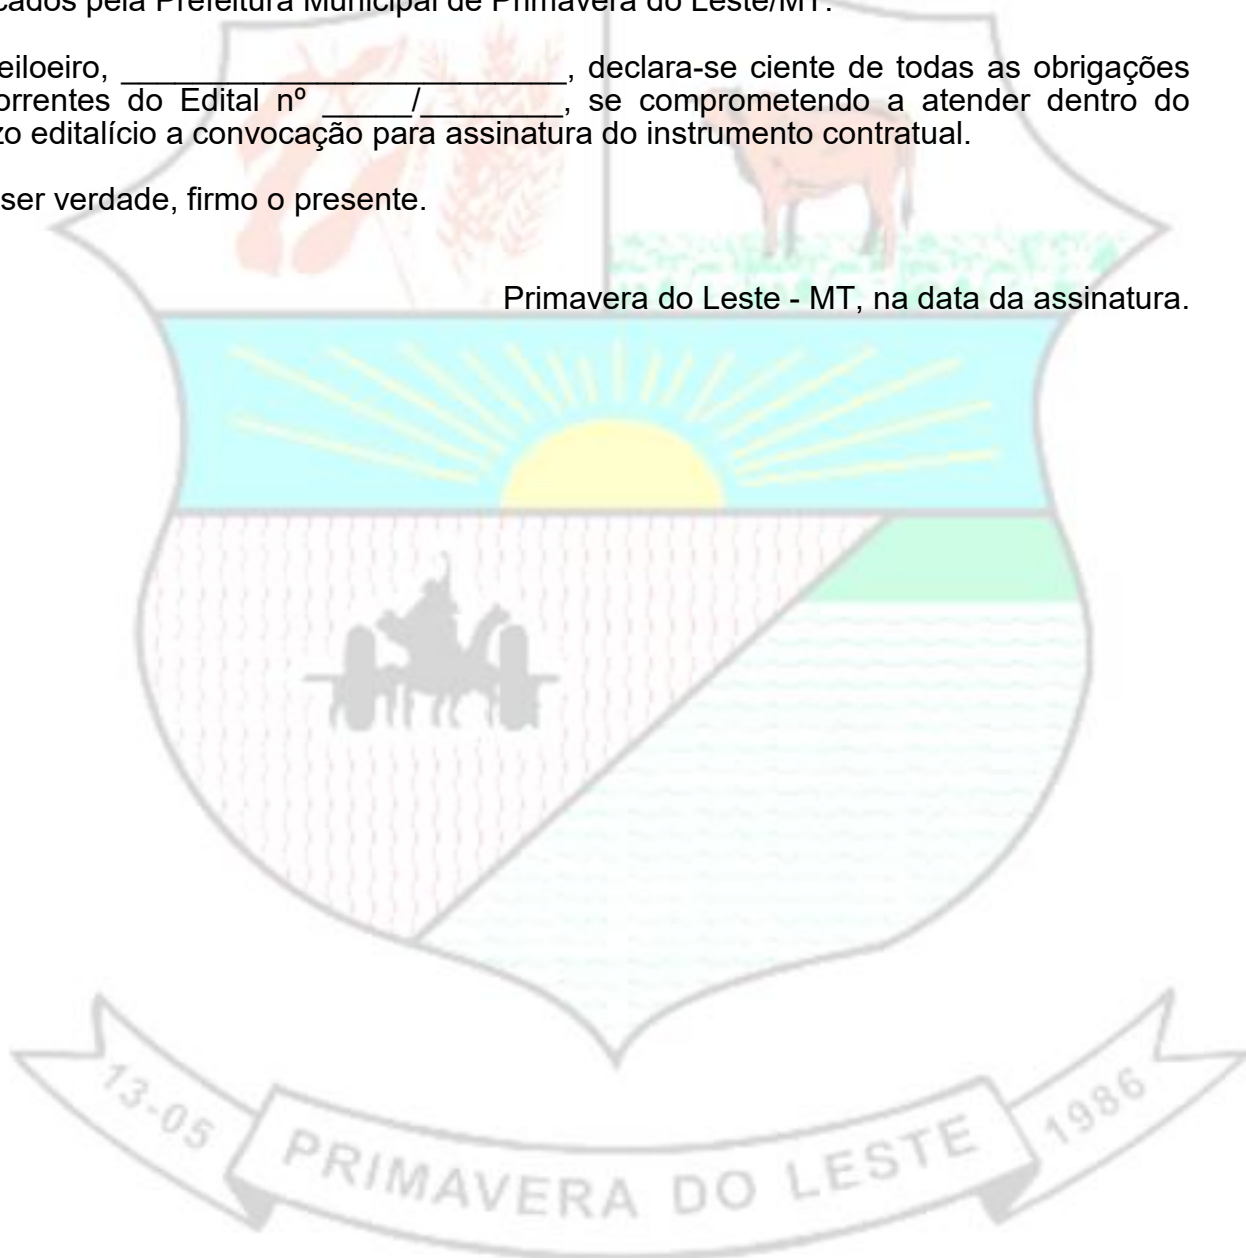 cados pela Prefeitura Municipal de Primavera do Leste/MT.
eiloeiro, _________________________, declara-se ciente de todas as obrigações
orrentes do Edital nº _____/________, se comprometendo a atender dentro do
zo editalício a convocação para assinatura do instrumento contratual.
ser verdade, firmo o presente.
Primavera do Leste - MT, na data da assinatura.
13-05
PRIMAVERA DO LESTE
1986